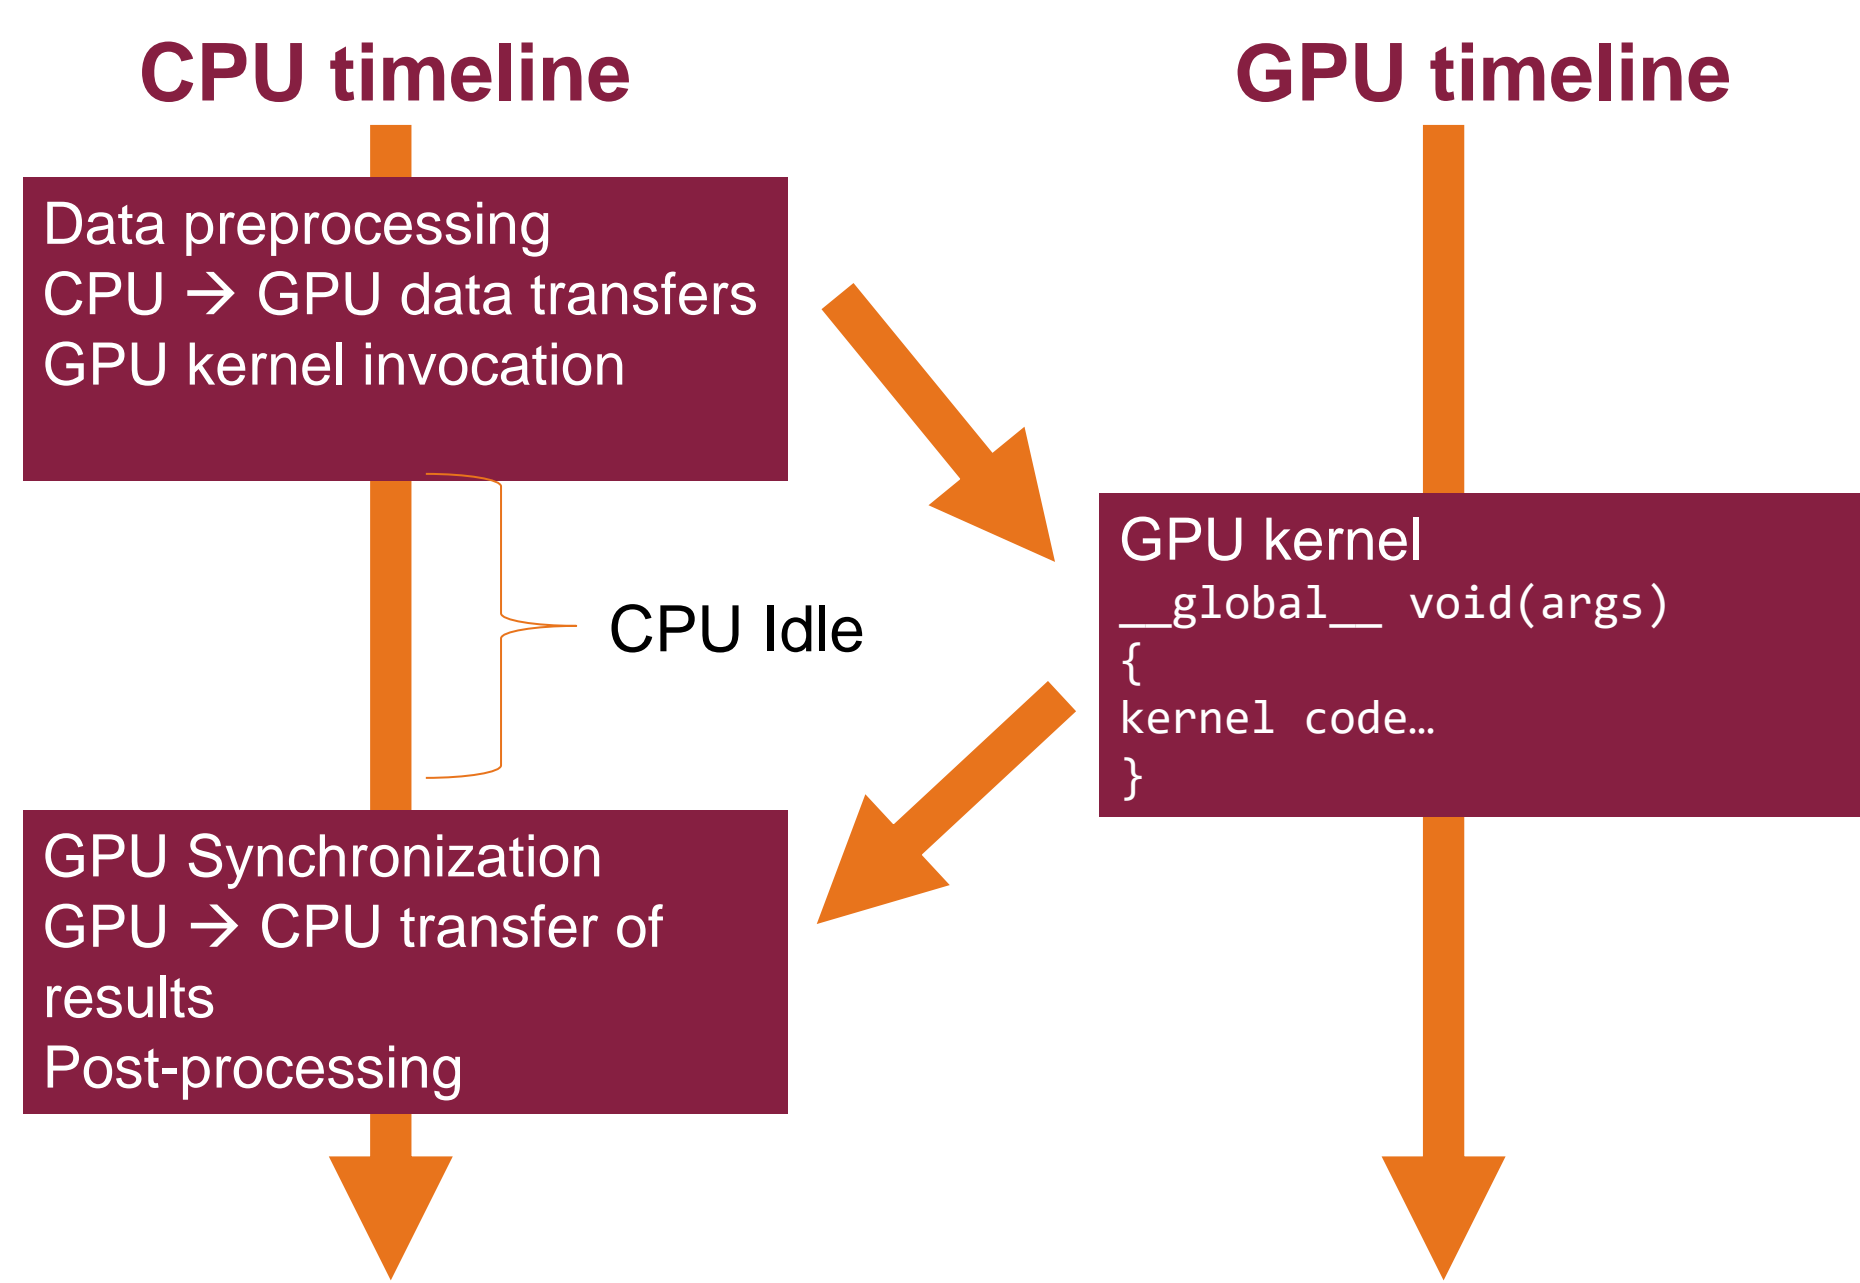 CPU timeline
GPU timeline
Data preprocessing
CPU → GPU data transfers
GPU kernel invocation
CPU Idle
GPU kernel
__global__ void(args)
{
kernel code…
}
GPU Synchronization
GPU → CPU transfer of
results
Post-processing